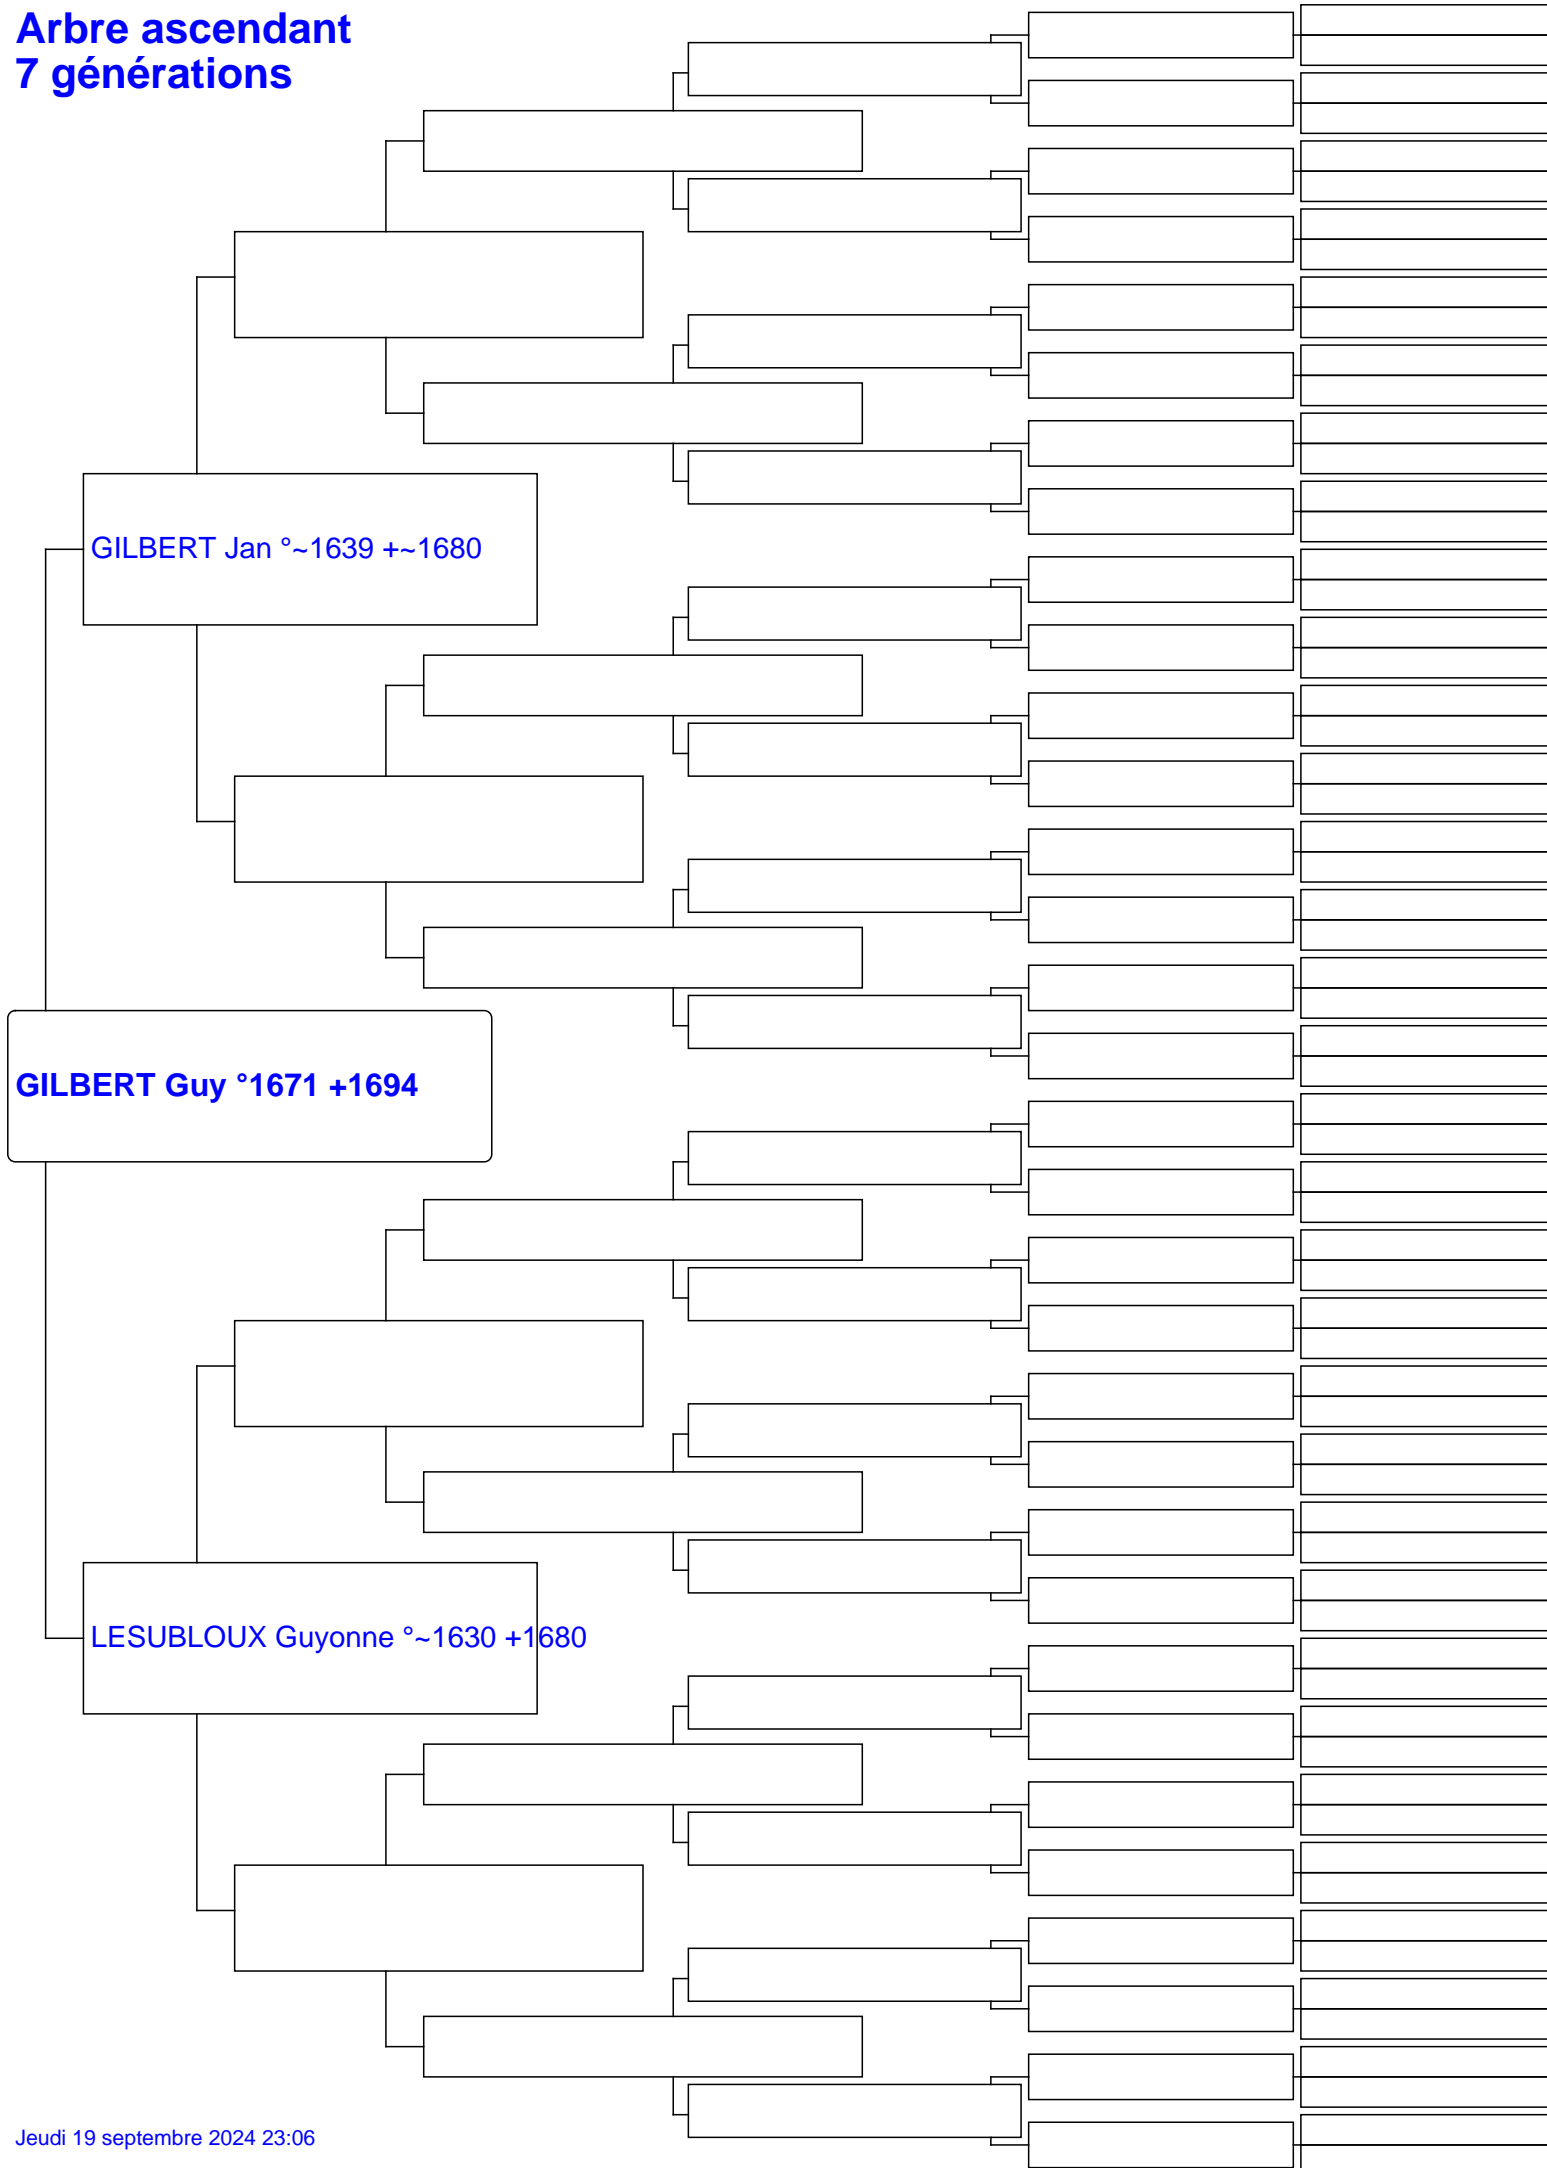 Arbre ascendant
7 générations
GILBERT Jan °~1639 +~1680
GILBERT Guy °1671 +1694
LESUBLOUX Guyonne °~1630 +1680
Jeudi 19 septembre 2024 23:06